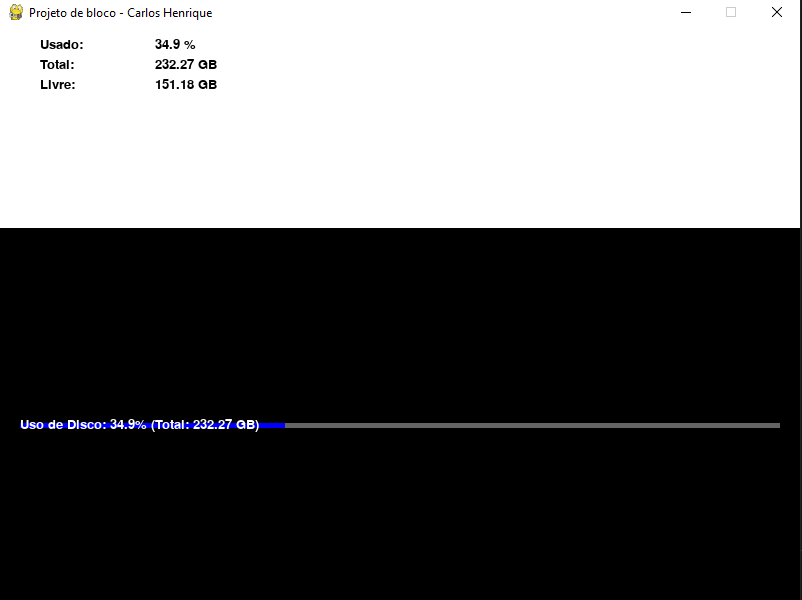 Projeto de bloco - Carlos Henrique
Usado: 34.9 %
Total: 232.27 GB
Livre: 151.18 GB
Uso de Disco: 34.9% (Total: 232.27 GB)